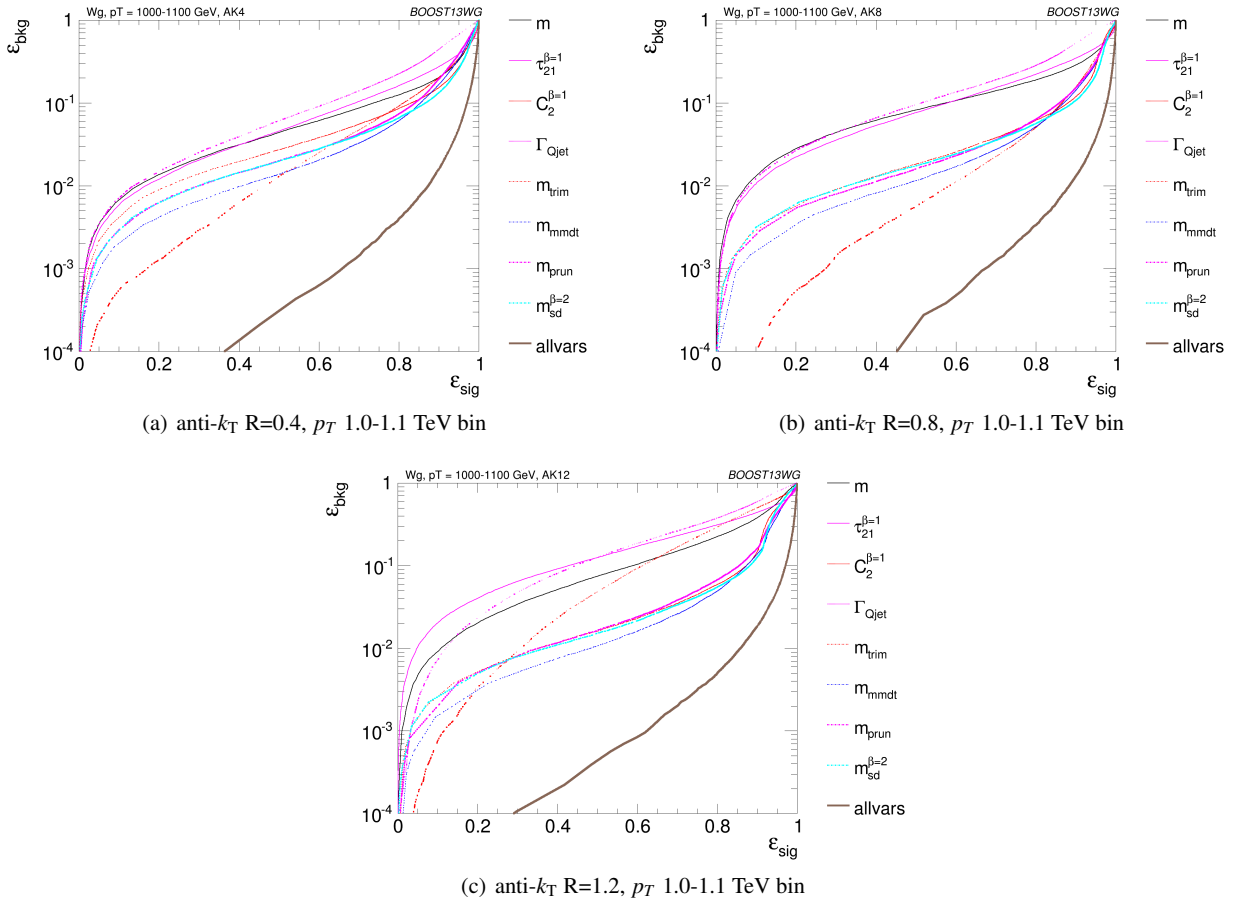 Wg, pT = 1000-1100 GeV, AK4
BOOST13WG
ε_bkg
1
10⁻¹
10⁻²
10⁻³
10⁻⁴
0 0.2 0.4 0.6 0.8 1
ε_sig
m
τ₂₁^β=1
C₂^β=1
Γ_Qjet
m_trim
m_mmdt
m_prun
m_sd^β=2
allvars
(a) anti-k_T R=0.4, p_T 1.0-1.1 TeV bin
Wg, pT = 1000-1100 GeV, AK8
BOOST13WG
ε_bkg
1
10⁻¹
10⁻²
10⁻³
10⁻⁴
0 0.2 0.4 0.6 0.8 1
ε_sig
m
τ₂₁^β=1
C₂^β=1
Γ_Qjet
m_trim
m_mmdt
m_prun
m_sd^β=2
allvars
(b) anti-k_T R=0.8, p_T 1.0-1.1 TeV bin
Wg, pT = 1000-1100 GeV, AK12
BOOST13WG
ε_bkg
1
10⁻¹
10⁻²
10⁻³
10⁻⁴
0 0.2 0.4 0.6 0.8 1
ε_sig
m
τ₂₁^β=1
C₂^β=1
Γ_Qjet
m_trim
m_mmdt
m_prun
m_sd^β=2
allvars
(c) anti-k_T R=1.2, p_T 1.0-1.1 TeV bin